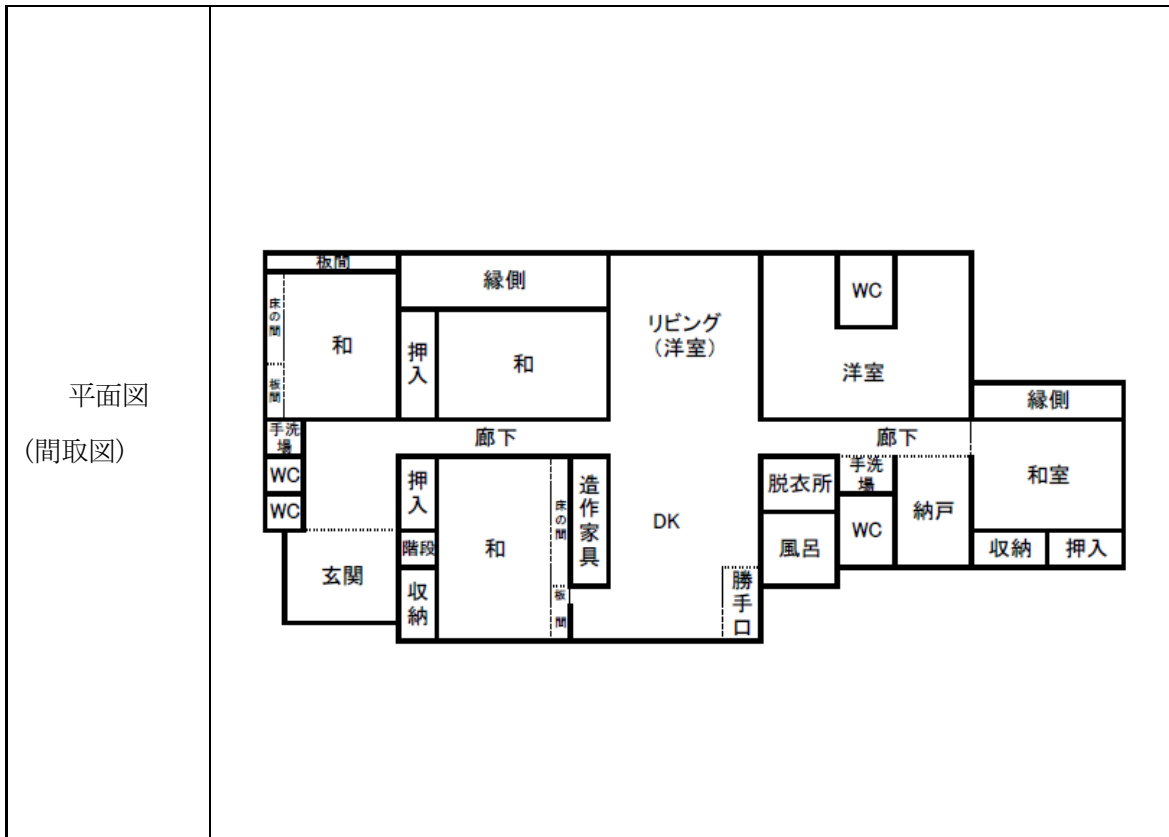 平面図
(間取図)
板間
縁側
WC
床の間
和
押入
和
リビング
(洋室)
洋室
板間
縁側
手洗場
廊下
廊下
WC
押入
床の間
造作家具
脱衣所
手洗場
和室
WC
和
DK
WC
納戸
階段
風呂
収納
押入
玄関
収納
板間
勝手口